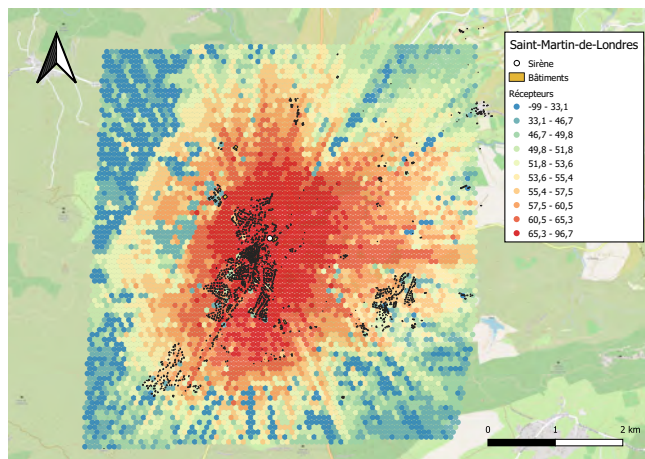 Saint-Martin-de-Londres
Sirène
Bâtiments
Récepteurs
-99 - 33,1
33,1 - 46,7
46,7 - 49,8
49,8 - 51,8
51,8 - 53,6
53,6 - 55,4
55,4 - 57,5
57,5 - 60,5
60,5 - 65,3
65,3 - 96,7
0 1 2 km